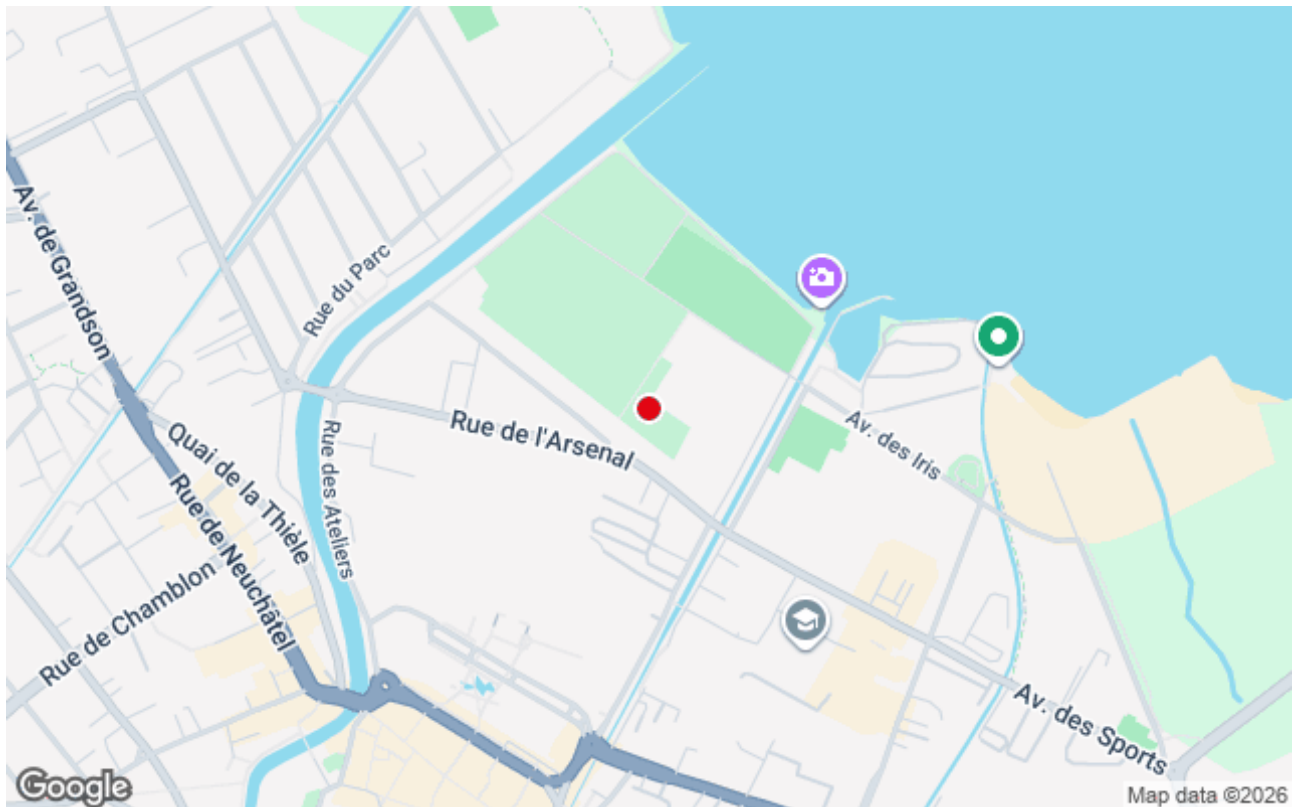 Av. de Grandson
Rue du Parc
Quai de la Thièle
Rue de Neuchâtel
Rue des Ateliers
Rue de l'Arsenal
Av. des Iris
Rue de Chamblon
Av. des Sports
Google
Map data ©2026